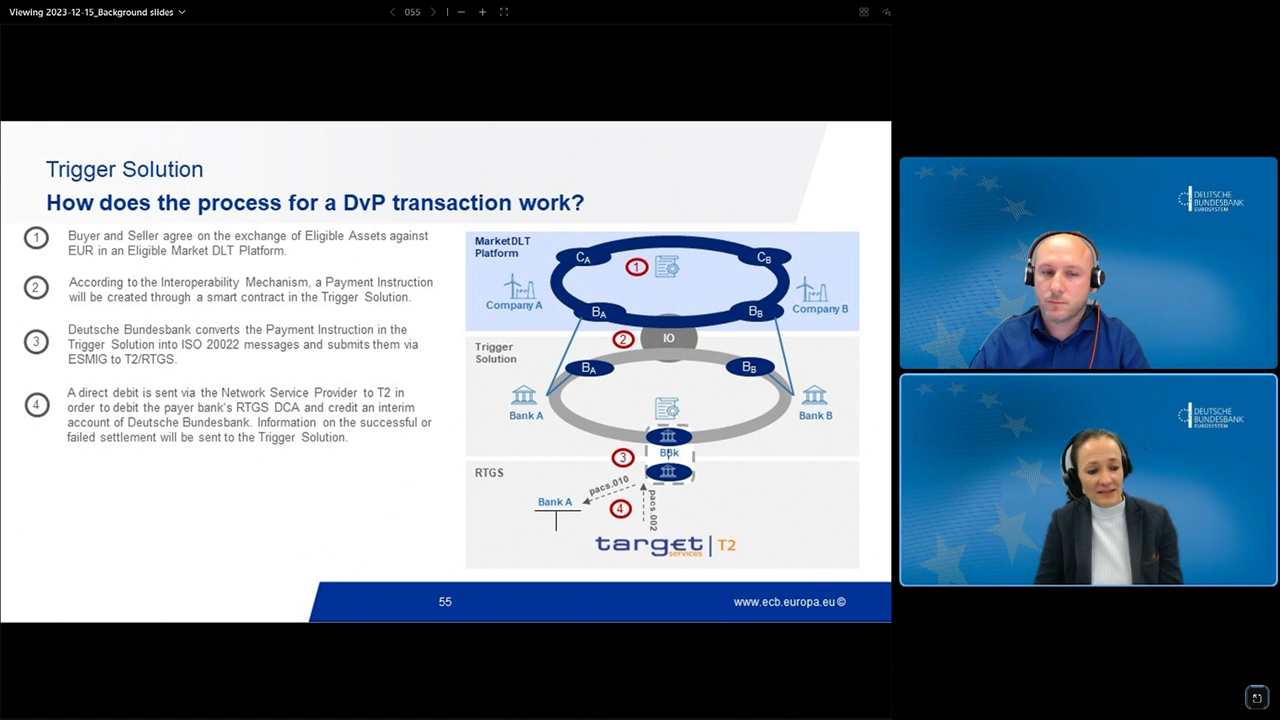 Viewing 2023-12-15_Background slides
055
Trigger Solution
How does the process for a DvP transaction work?
1
Buyer and Seller agree on the exchange of Eligible Assets against
EUR in an Eligible Market DLT Platform.
2
According to the Interoperability Mechanism, a Payment Instruction
will be created through a smart contract in the Trigger Solution.
3
Deutsche Bundesbank converts the Payment Instruction in the
Trigger Solution into ISO 20022 messages and submits them via
ESMIG to T2/RTGS.
4
A direct debit is sent via the Network Service Provider to T2 in
order to debit the payer bank's RTGS DCA and credit an interim
account of Deutsche Bundesbank. Information on the successful or
failed settlement will be sent to the Trigger Solution.
Market DLT
Platform
CA
1
CB
Company A
Company B
BA
BB
2
IO
Trigger
Solution
BA
BB
Bank A
Bank B
3
BBk
RTGS
Bank A
pacs.010
4
pacs.002
target services | T2
55
www.ecb.europa.eu ©
DEUTSCHE
BUNDESBANK
EUROSYSTEM
DEUTSCHE
BUNDESBANK
EUROSYSTEM